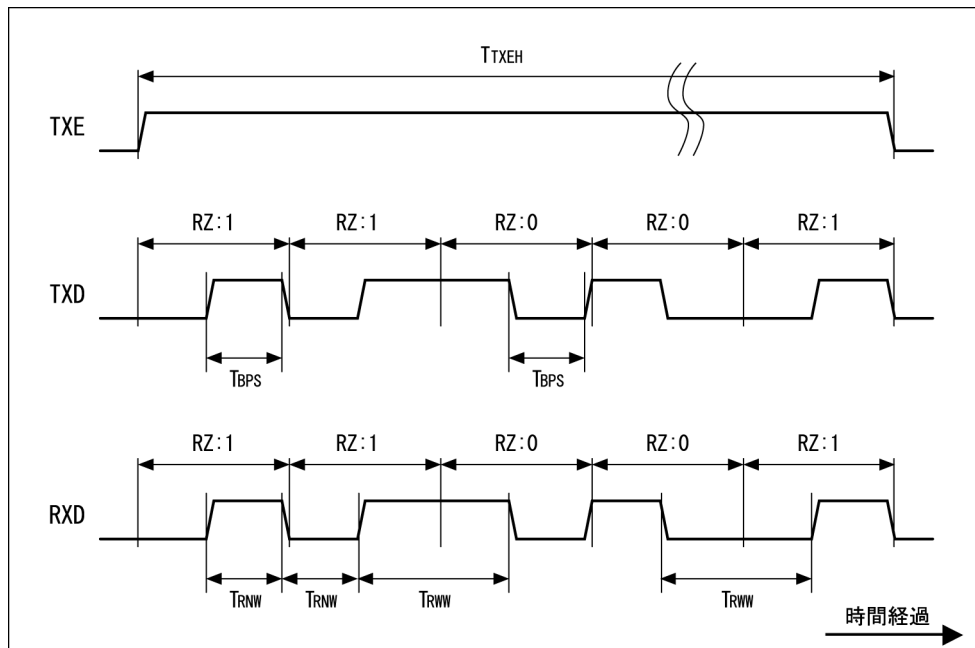 TTXEH
TXE
RZ:1 RZ:1 RZ:0 RZ:0 RZ:1
TXD
TBPS TBPS
RZ:1 RZ:1 RZ:0 RZ:0 RZ:1
RXD
TRNW TRNW TRWW TRWW
時間経過